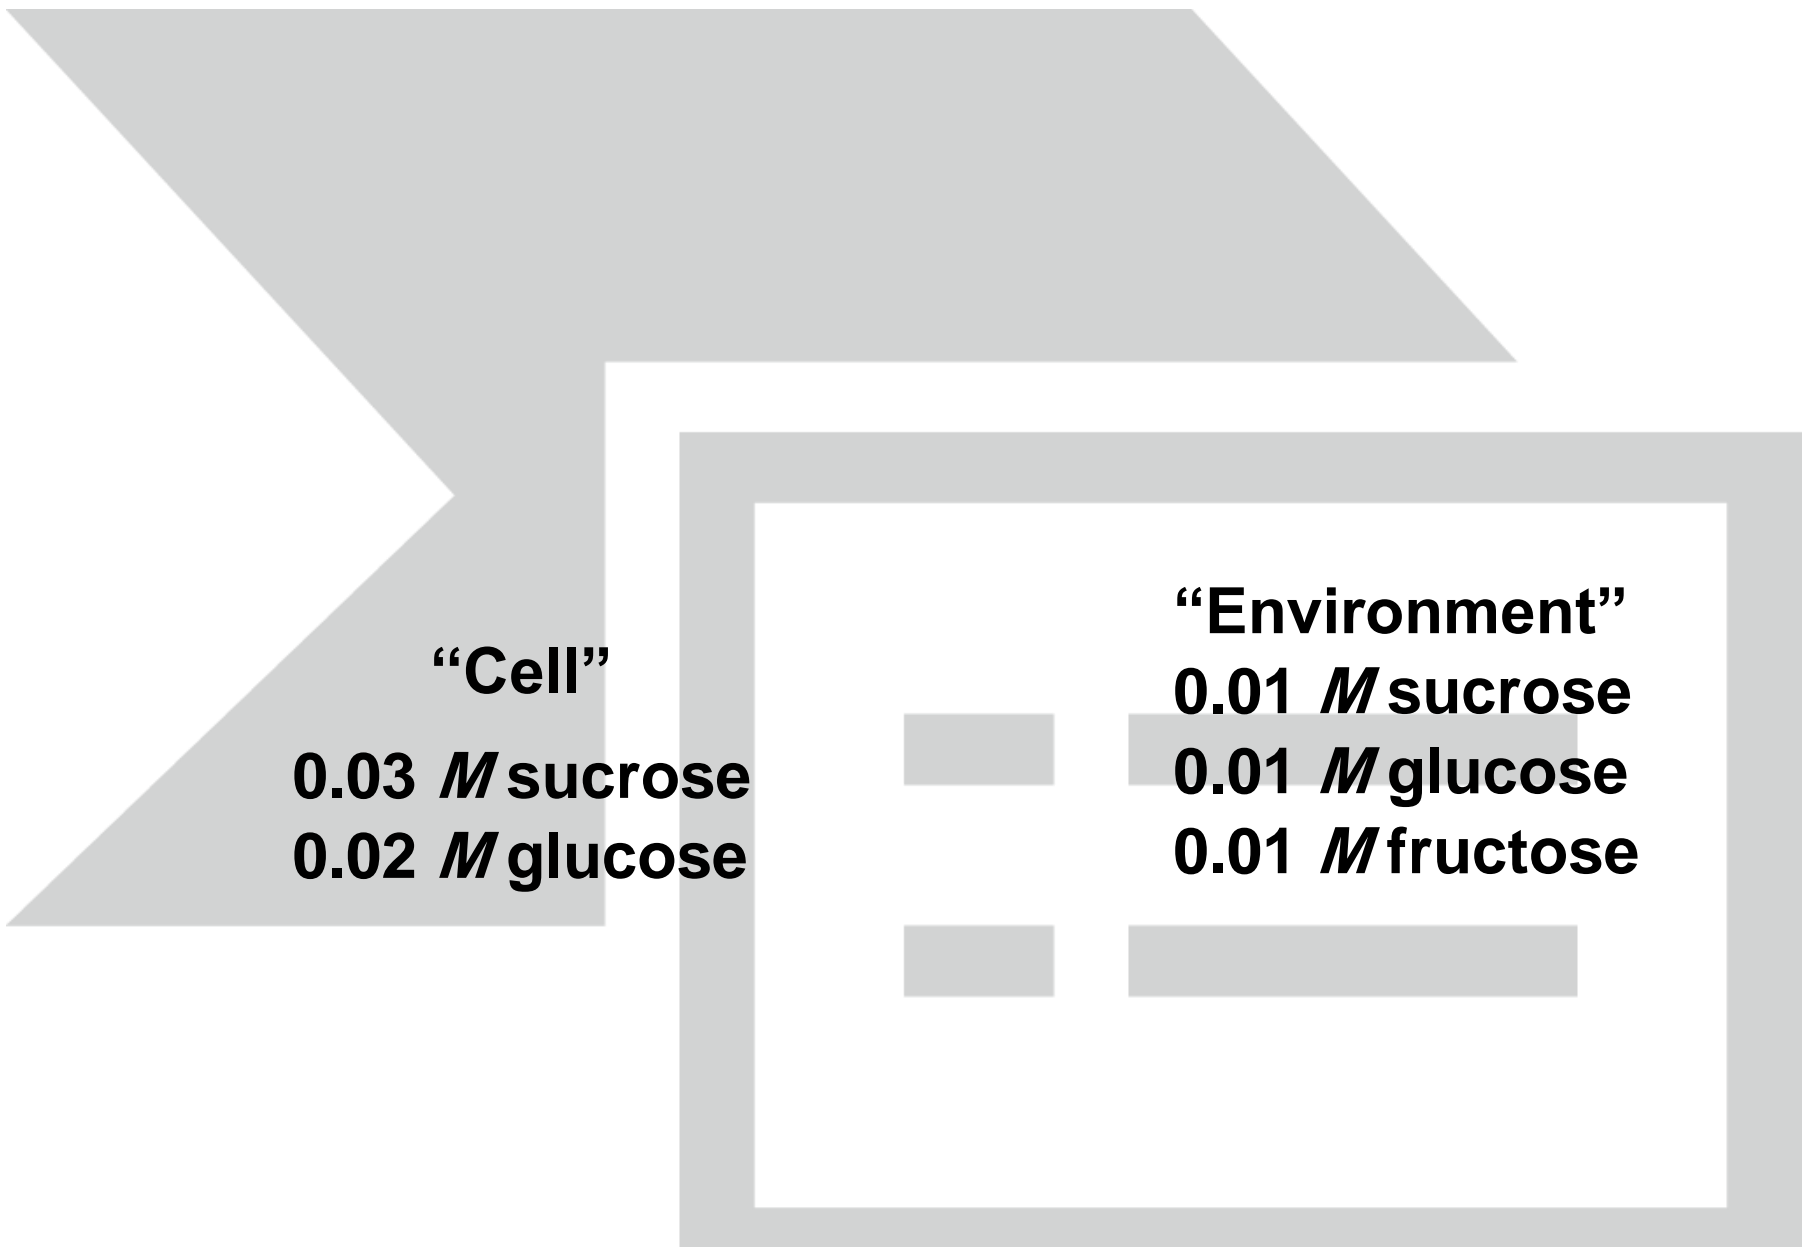 “Cell”
0.03 M sucrose
0.02 M glucose
“Environment”
0.01 M sucrose
0.01 M glucose
0.01 M fructose